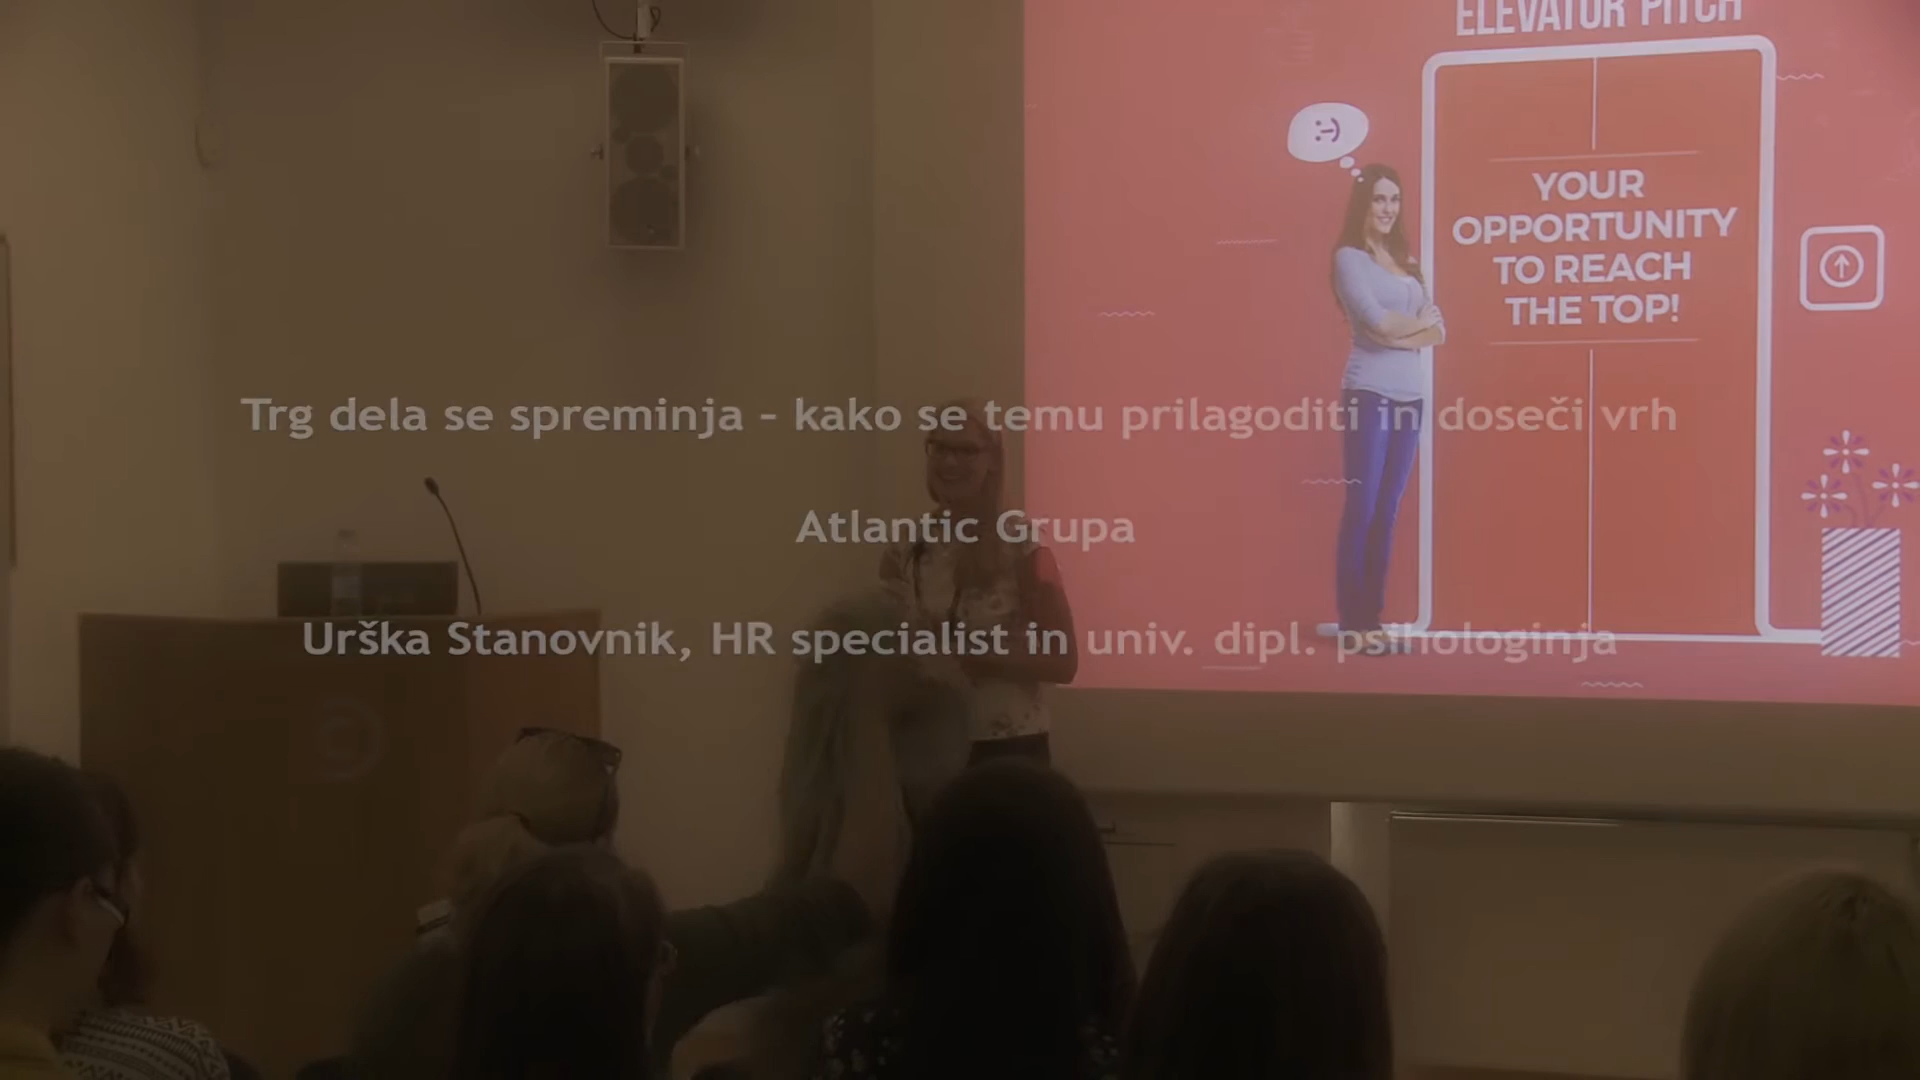 ELEVATOR PITCH
YOUR
OPPORTUNITY
TO REACH
THE TOP!
Trg dela se spreminja - kako se temu prilagoditi in doseči vrh
Atlantic Grupa
Urška Stanovnik, HR specialist in univ. dipl. psihologinja